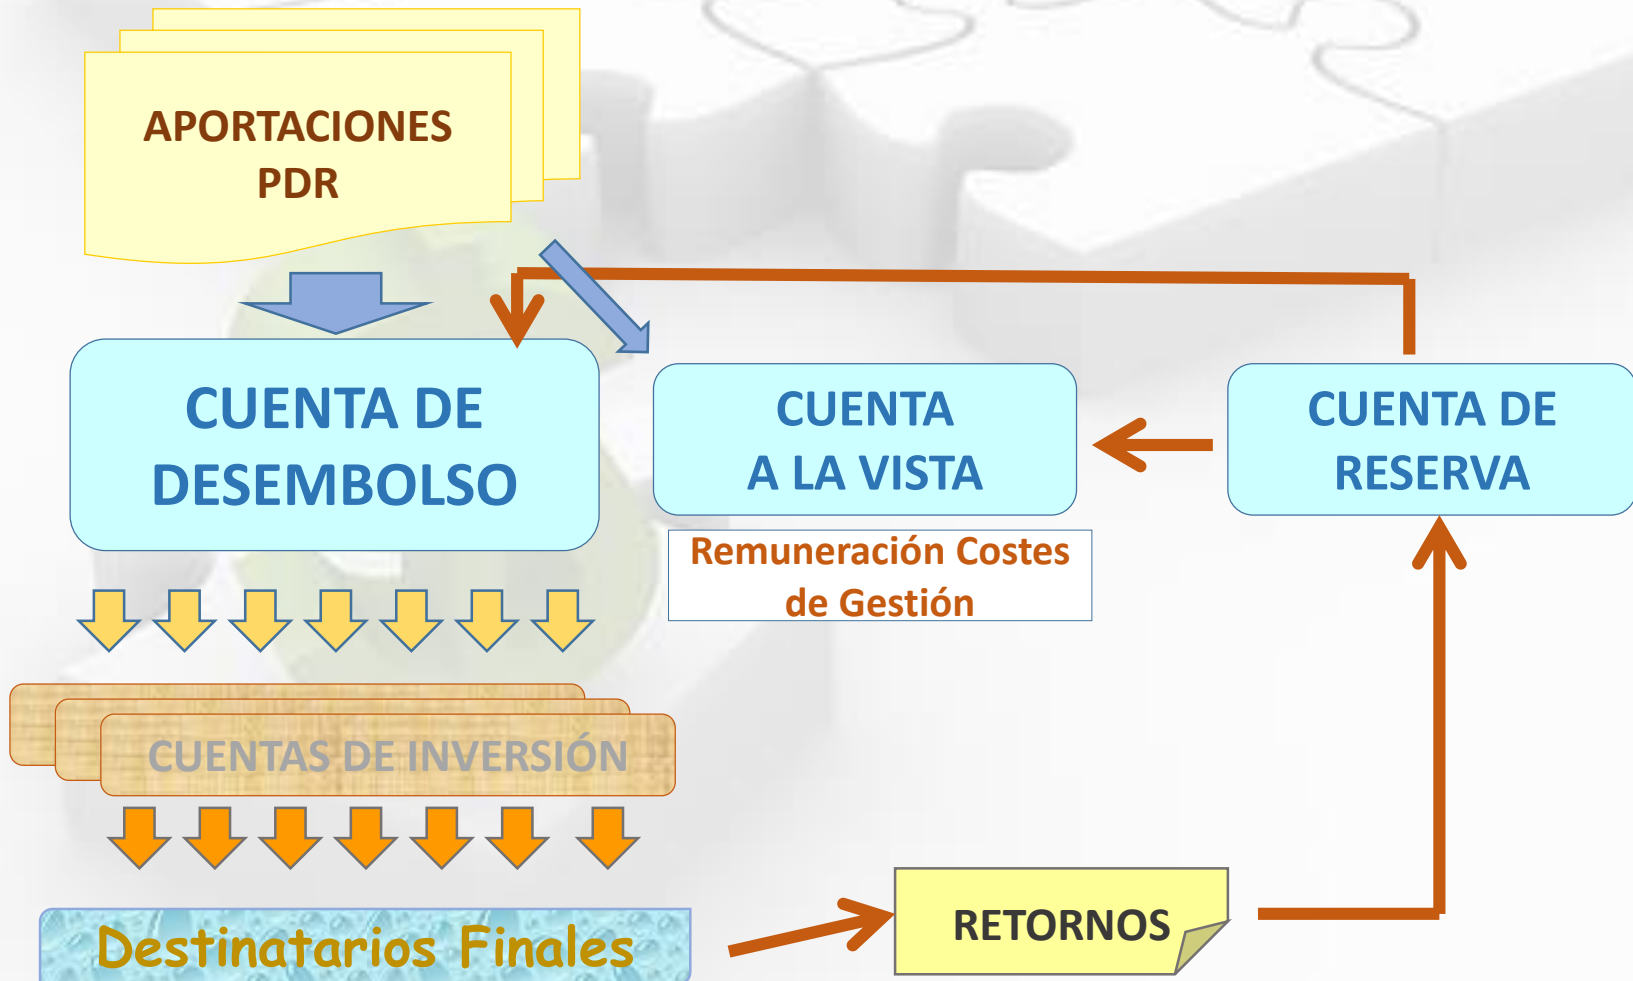 APORTACIONES
PDR
CUENTA DE
DESEMBOLSO
CUENTA
A LA VISTA
CUENTA DE
RESERVA
Remuneración Costes
de Gestión
CUENTAS DE INVERSIÓN
Destinatarios Finales
RETORNOS